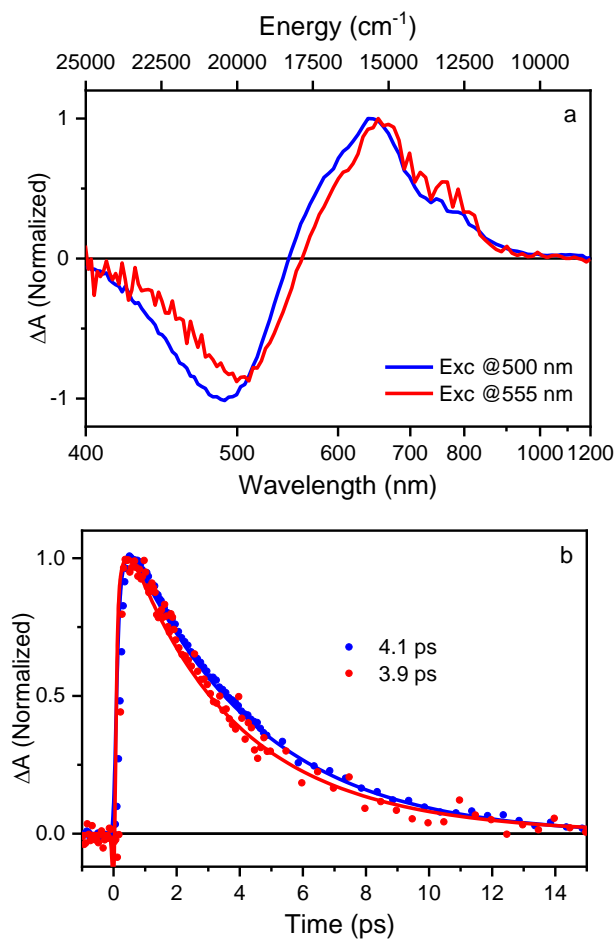 Energy (cm⁻¹)
25000 22500 20000 17500 15000 12500 10000
a
1
0
-1
ΔA (Normalized)
Exc @500 nm
Exc @555 nm
400 500 600 700 800 1000 1200
Wavelength (nm)
b
1.0
0.5
0.0
ΔA (Normalized)
4.1 ps
3.9 ps
0 2 4 6 8 10 12 14
Time (ps)